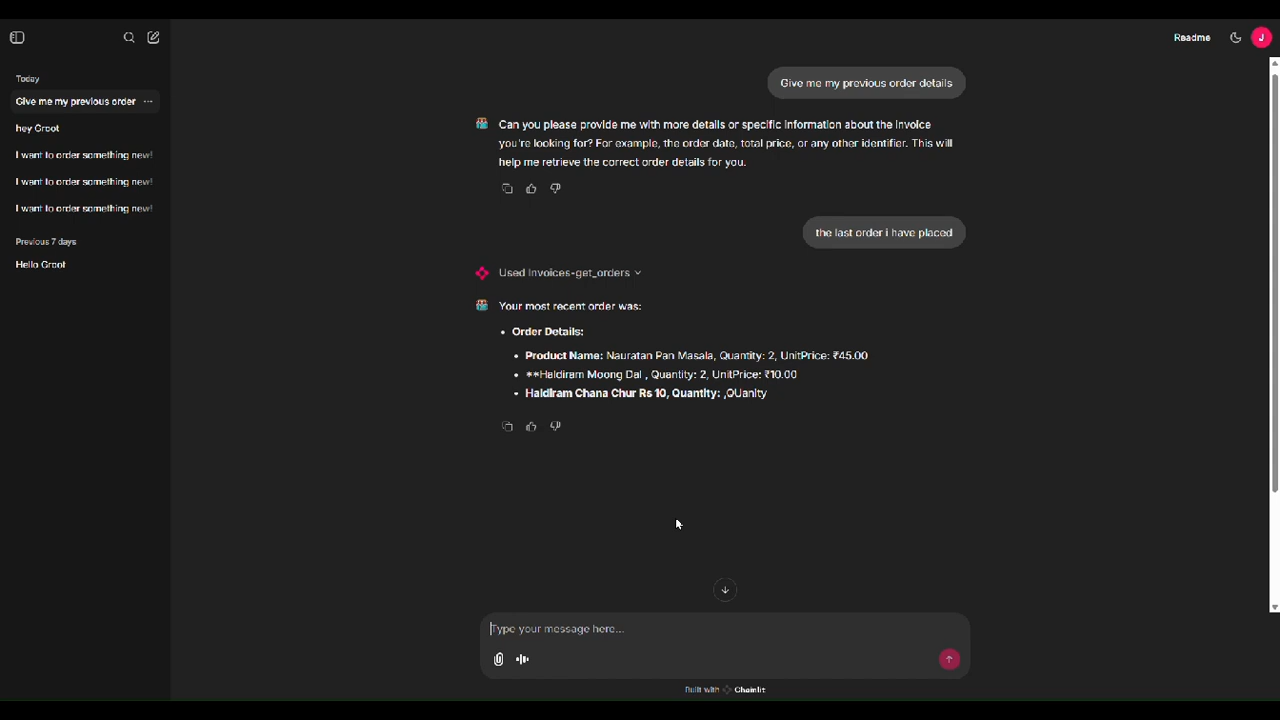 Readme
J
Today
Give me my previous order ...
hey Groot
I want to order something new!
I want to order something new!
I want to order something new!
Previous 7 days
Hello Groot
Give me my previous order details
Can you please provide me with more details or specific information about the invoice
you're looking for? For example, the order date, total price, or any other identifier. This will
help me retrieve the correct order details for you.
the last order i have placed
Used Invoices-get_orders
Your most recent order was:
• Order Details:
• Product Name: Nauratan Pan Masala, Quantity: 2, UnitPrice: ₹45.00
• **Haldiram Moong Dal , Quantity: 2, UnitPrice: ₹10.00
• Haldiram Chana Chur Rs 10, Quantity: ,QUanity
Type your message here...
Built with Chainlit